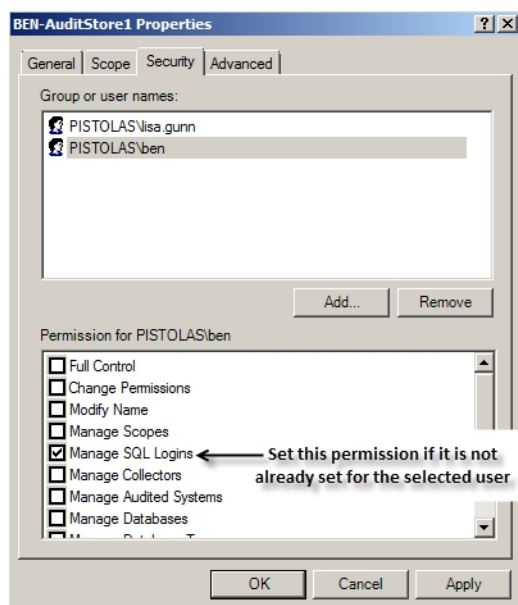 BEN-AuditStore1 Properties
General Scope Security Advanced
Group or user names:
PISTOLAS\lisa.gunn
PISTOLAS\ben
Add... Remove
Permission for PISTOLAS\ben
Full Control
Change Permissions
Modify Name
Manage Scopes
Manage SQL Logins
Set this permission if it is not
already set for the selected user
Manage Collectors
Manage Audited Systems
Manage Databases
OK Cancel Apply